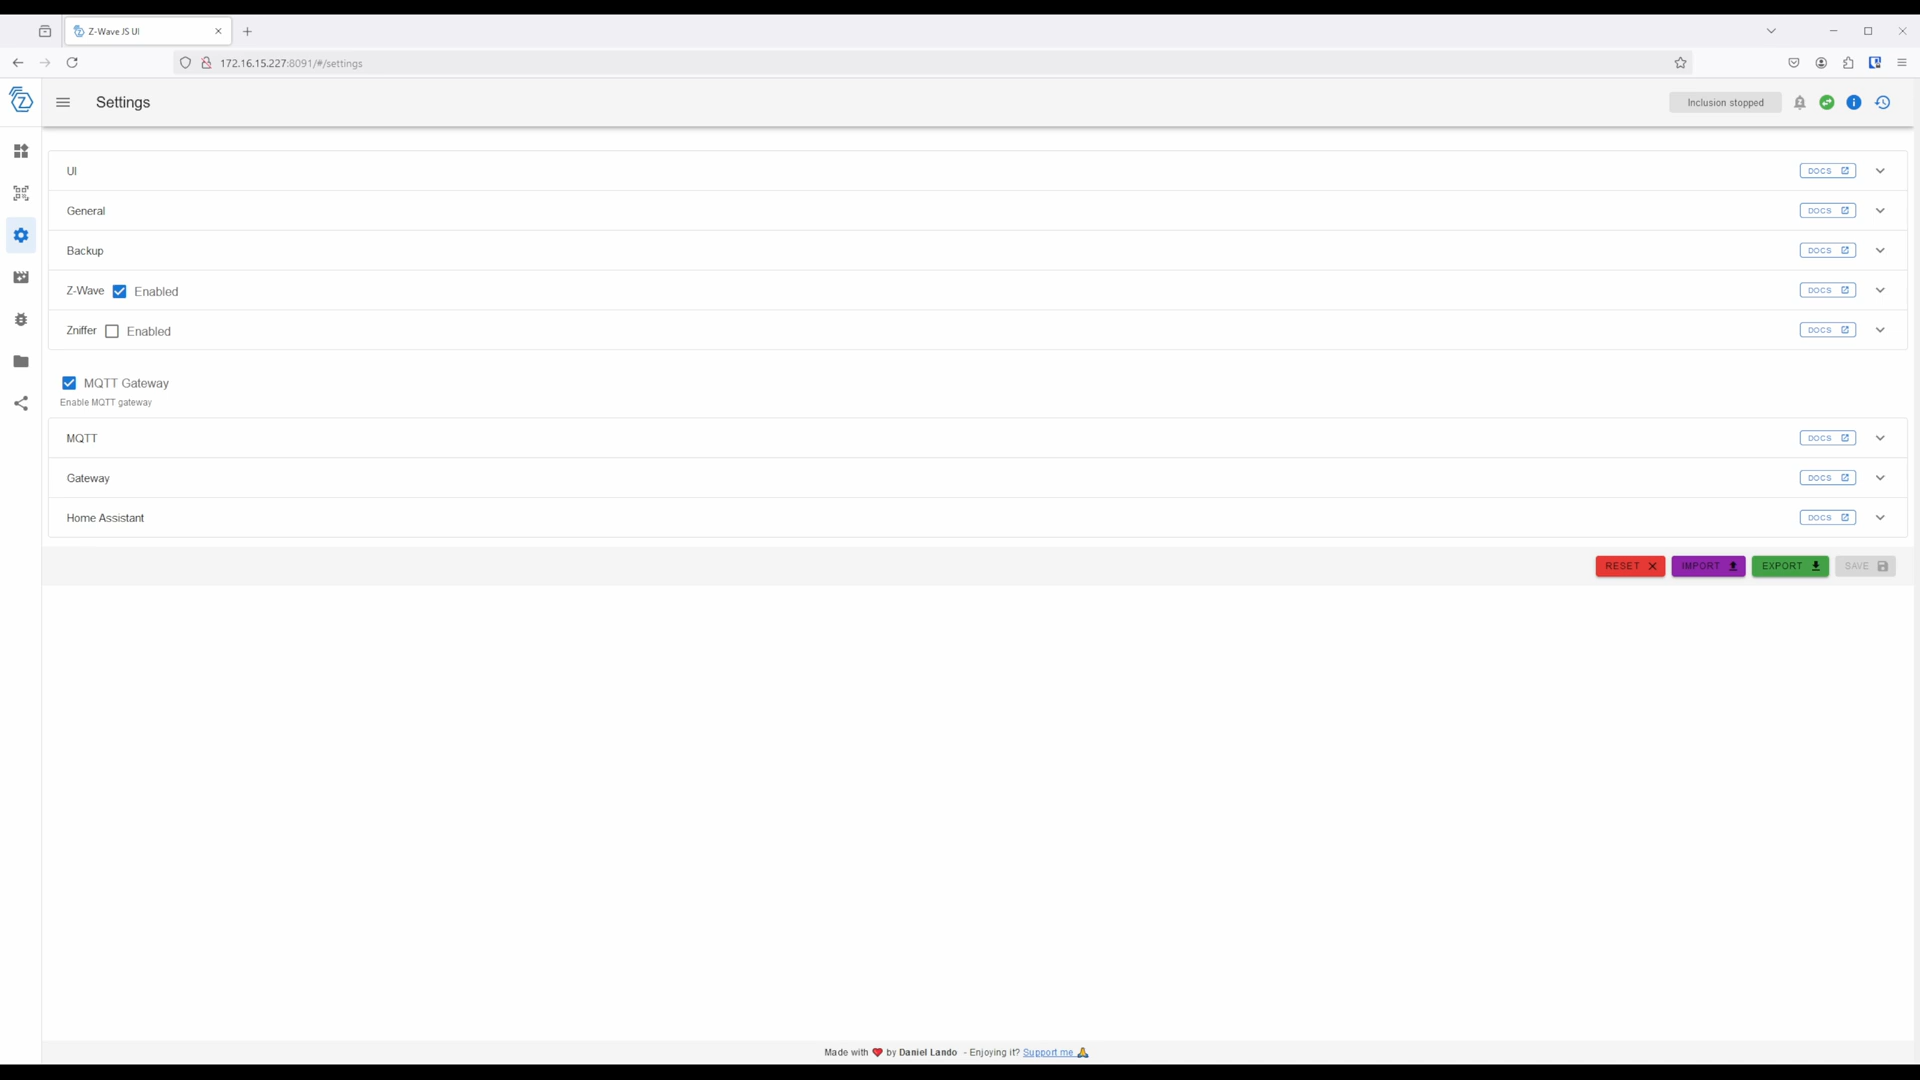 Z-Wave JS UI
172.16.15.227:8091/#/settings
Settings
Inclusion stopped
UI
DOCS
General
DOCS
Backup
DOCS
Z-Wave Enabled
DOCS
Zniffer Enabled
DOCS
MQTT Gateway
Enable MQTT gateway
MQTT
DOCS
Gateway
DOCS
Home Assistant
DOCS
RESET IMPORT EXPORT SAVE
Made with ❤️ by Daniel Lando - Enjoying it? Support me 🙏